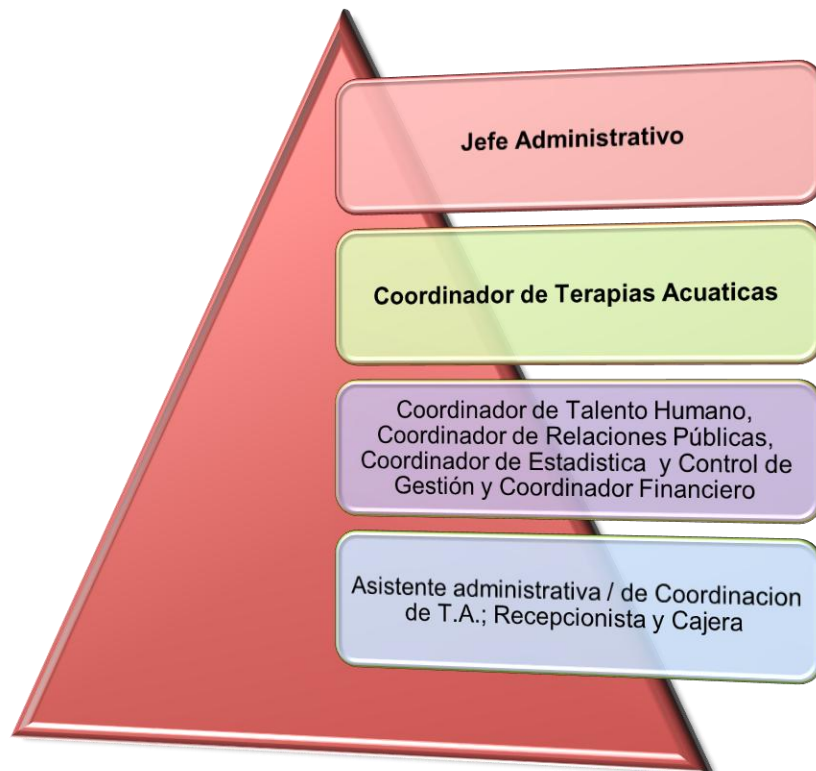 Jefe Administrativo
Coordinador de Terapias Acuaticas
Coordinador de Talento Humano,
Coordinador de Relaciones Públicas,
Coordinador de Estadistica y Control de
Gestión y Coordinador Financiero
Asistente administrativa / de Coordinacion
de T.A.; Recepcionista y Cajera